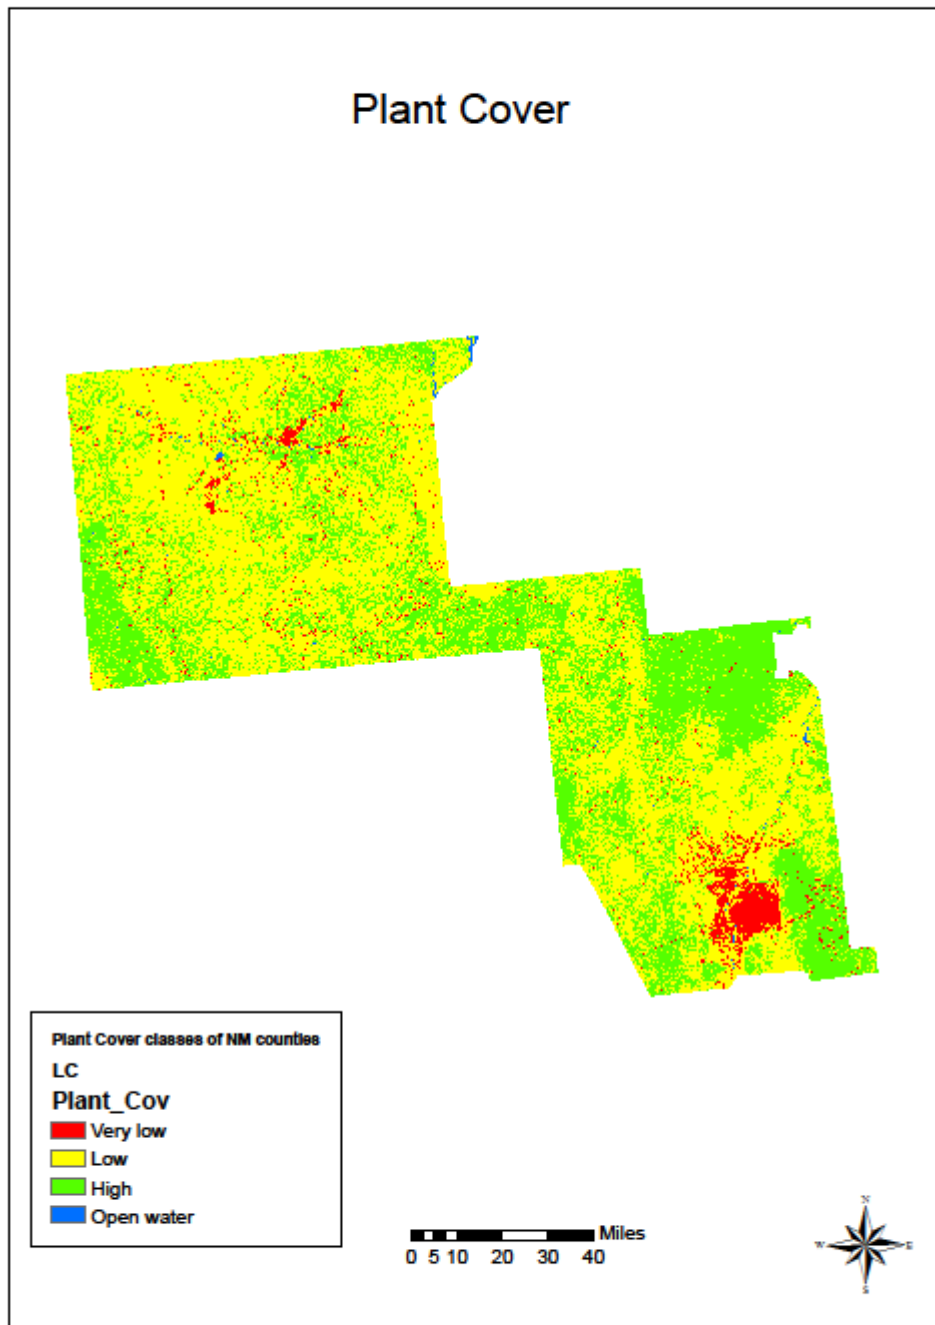 Plant Cover
Plant Cover classes of NM counties
LC
Plant_Cov
Very low
Low
High
Open water
Miles
0 5 10 20 30 40
N
W E
S